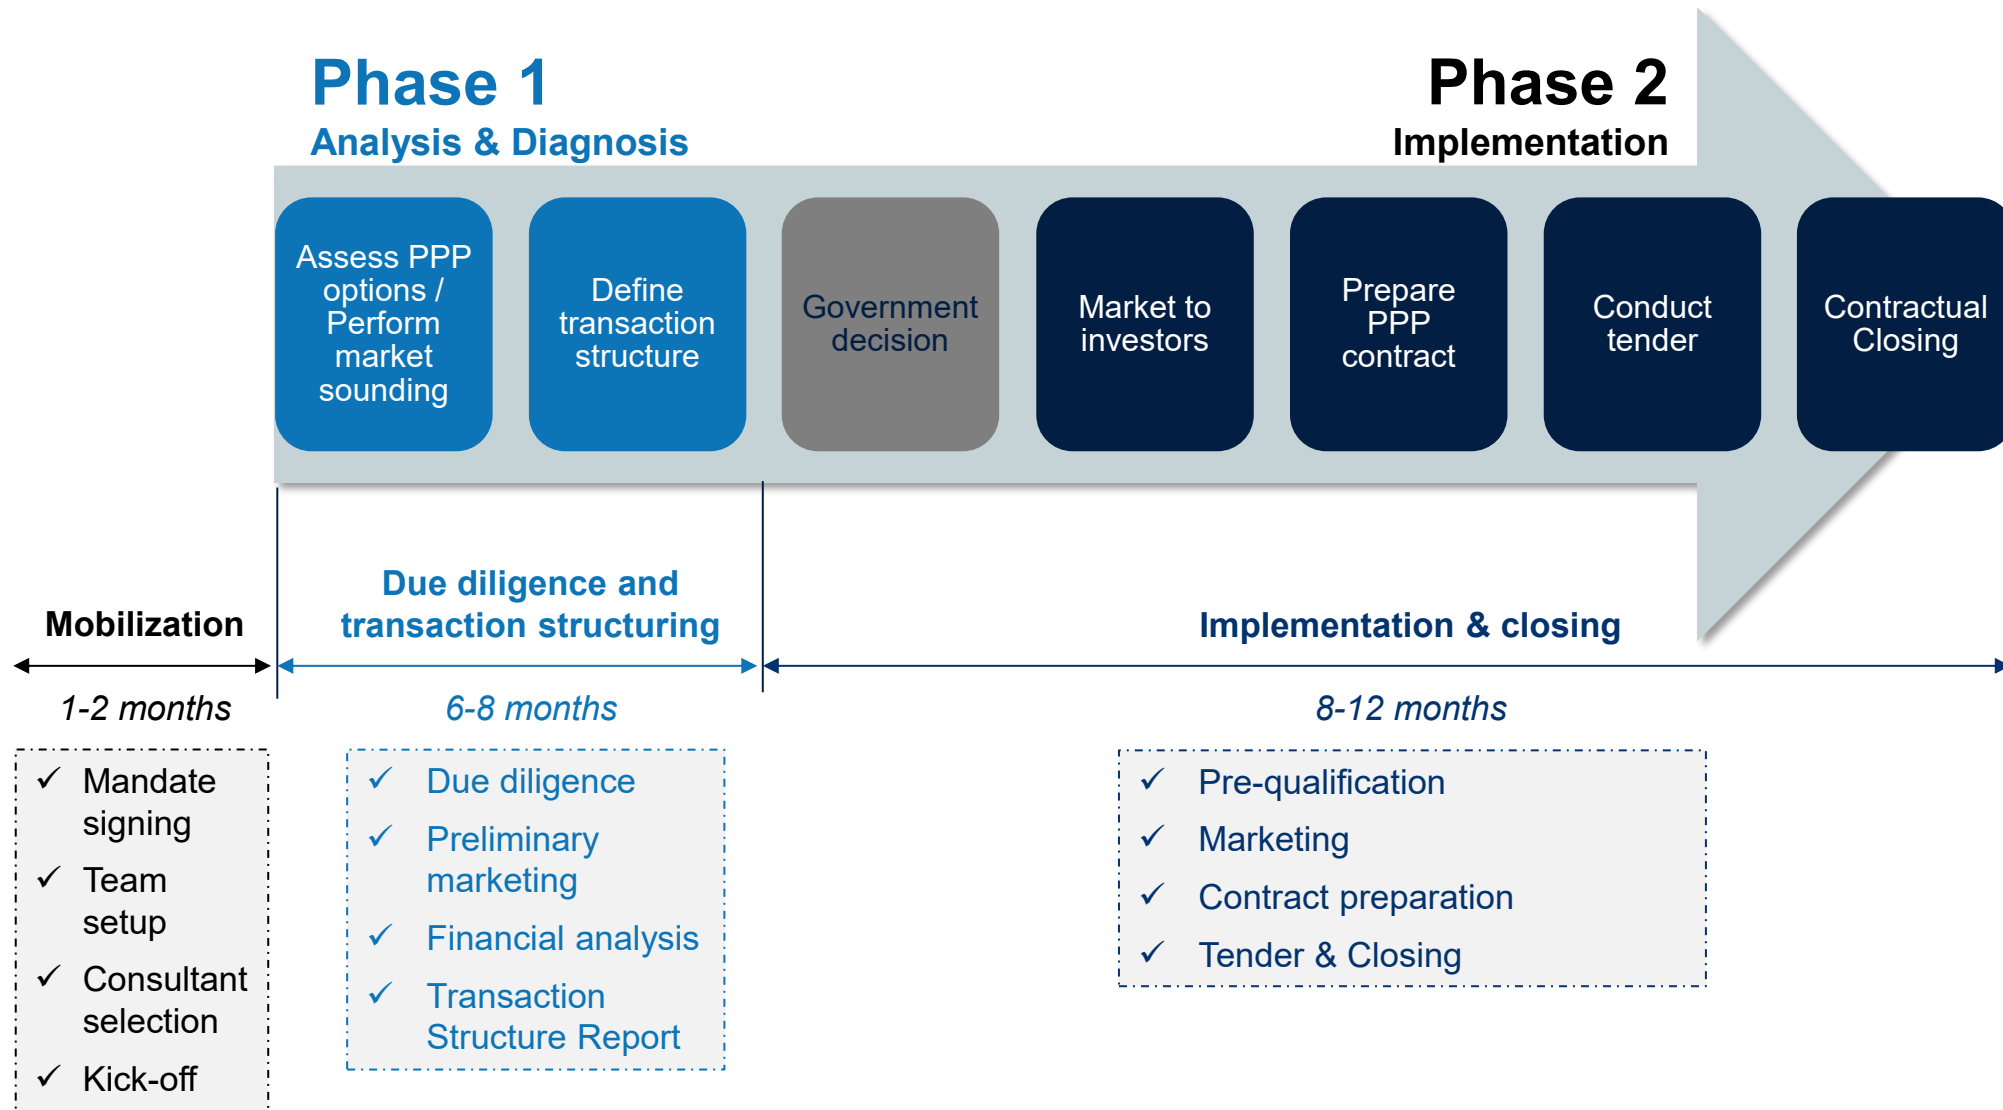 Phase 1
Analysis & Diagnosis
Phase 2
Implementation
Assess PPP
options /
Perform
market
sounding
Define
transaction
structure
Government
decision
Market to
investors
Prepare
PPP
contract
Conduct
tender
Contractual
Closing
Mobilization
1-2 months
✓ Mandate
signing
✓ Team
setup
✓ Consultant
selection
✓ Kick-off
Due diligence and
transaction structuring
6-8 months
✓ Due diligence
✓ Preliminary
marketing
✓ Financial analysis
✓ Transaction
Structure Report
Implementation & closing
8-12 months
✓ Pre-qualification
✓ Marketing
✓ Contract preparation
✓ Tender & Closing